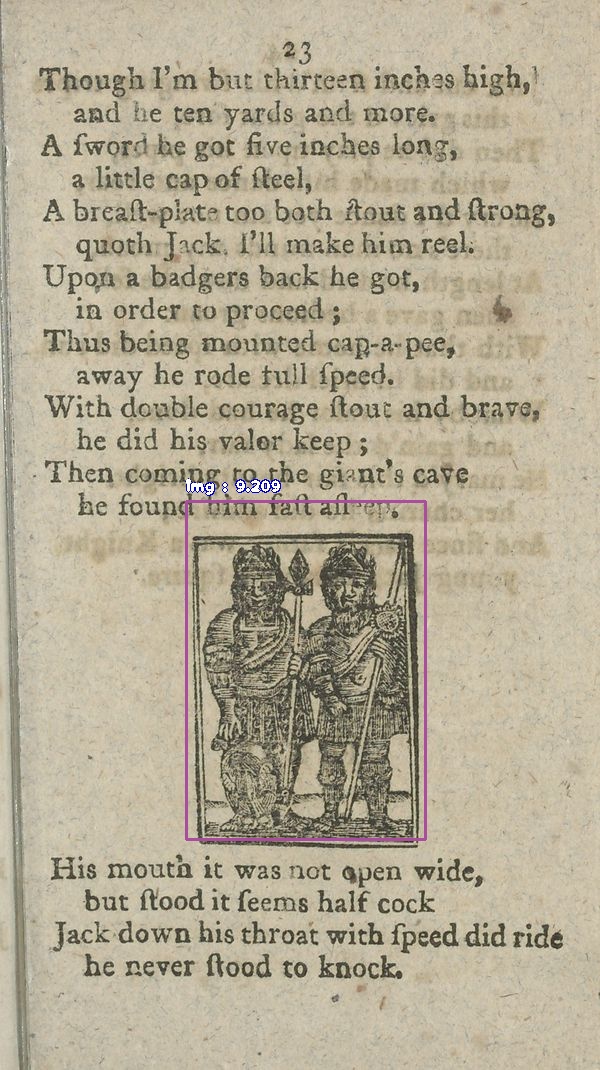 23
Though I'm but thirteen inches high,
and he ten yards and more.
A ſword he got five inches long,
a little cap of ſteel,
A breaſt-plate too both ſtout and ſtrong,
quoth Jack, I'll make him reel.
Upon a badgers back he got,
in order to proceed ;
Thus being mounted cap-a-pee,
away he rode full ſpeed.
With double courage ſtout and brave,
he did his valor keep ;
Then coming to the giant's cave
img : 9.209
he found him faſt aſleep.
His mouth it was not open wide,
but ſtood it ſeems half cock
Jack down his throat with ſpeed did ride
he never ſtood to knock.